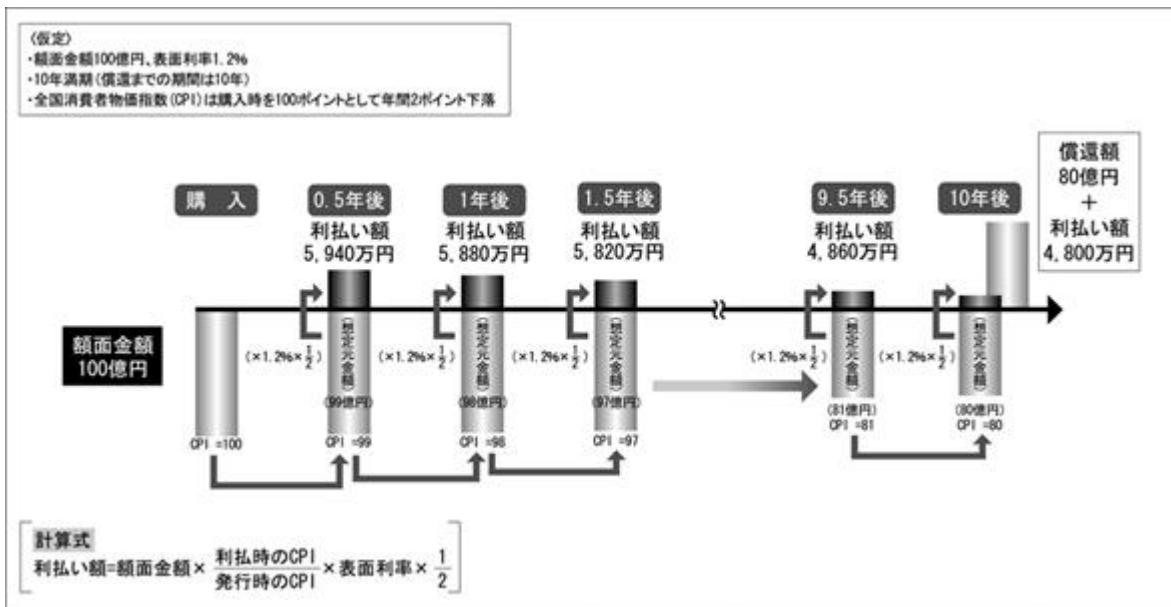 〈仮定〉
・額面金額100億円、表面利率1.2%
・10年満期(償還までの期間は10年)
・全国消費者物価指数(CPI)は購入時を100ポイントとして年間2ポイント下落
償還額
80億円
+
利払い額
4,800万円
購 入
0.5年後
1年後
1.5年後
9.5年後
10年後
利払い額
5,940万円
利払い額
5,880万円
利払い額
5,820万円
利払い額
4,860万円
額面金額
100億円
(×1.2%×1/2)
(×1.2%×1/2)
(×1.2%×1/2)
(×1.2%×1/2)
(×1.2%×1/2)
(想定元金額)
(想定元金額)
(想定元金額)
(想定元金額)
(想定元金額)
(99億円)
(98億円)
(97億円)
(81億円)
(80億円)
CPI =100
CPI =99
CPI =98
CPI =97
CPI =81
CPI =80
計算式
利払い額=額面金額×利払時のCPI/発行時のCPI×表面利率×1/2